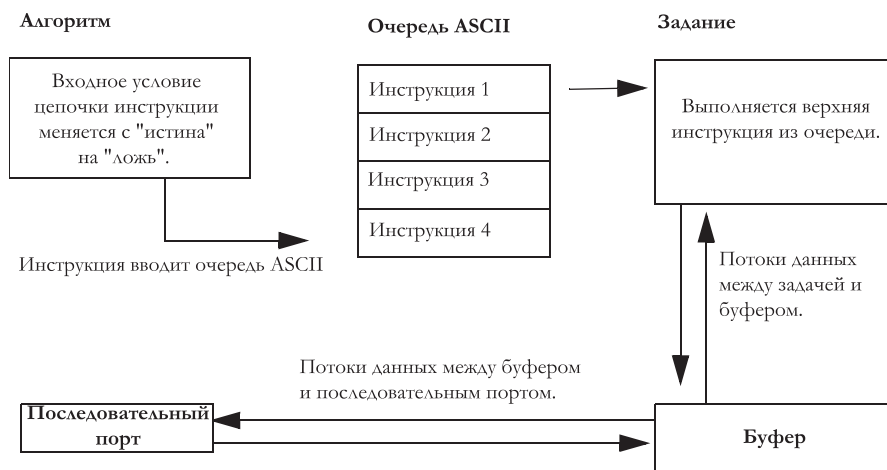 Алгоритм
Очередь ASCII
Задание
Входное условие
цепочки инструкции
меняется с "истина"
на "ложь".
Инструкция 1
Инструкция 2
Инструкция 3
Инструкция 4
Выполняется верхняя
инструкция из очереди.
Инструкция вводит очередь ASCII
Потоки данных
между задачей и
буфером.
Потоки данных между буфером
и последовательным портом.
Последовательный
порт
Буфер